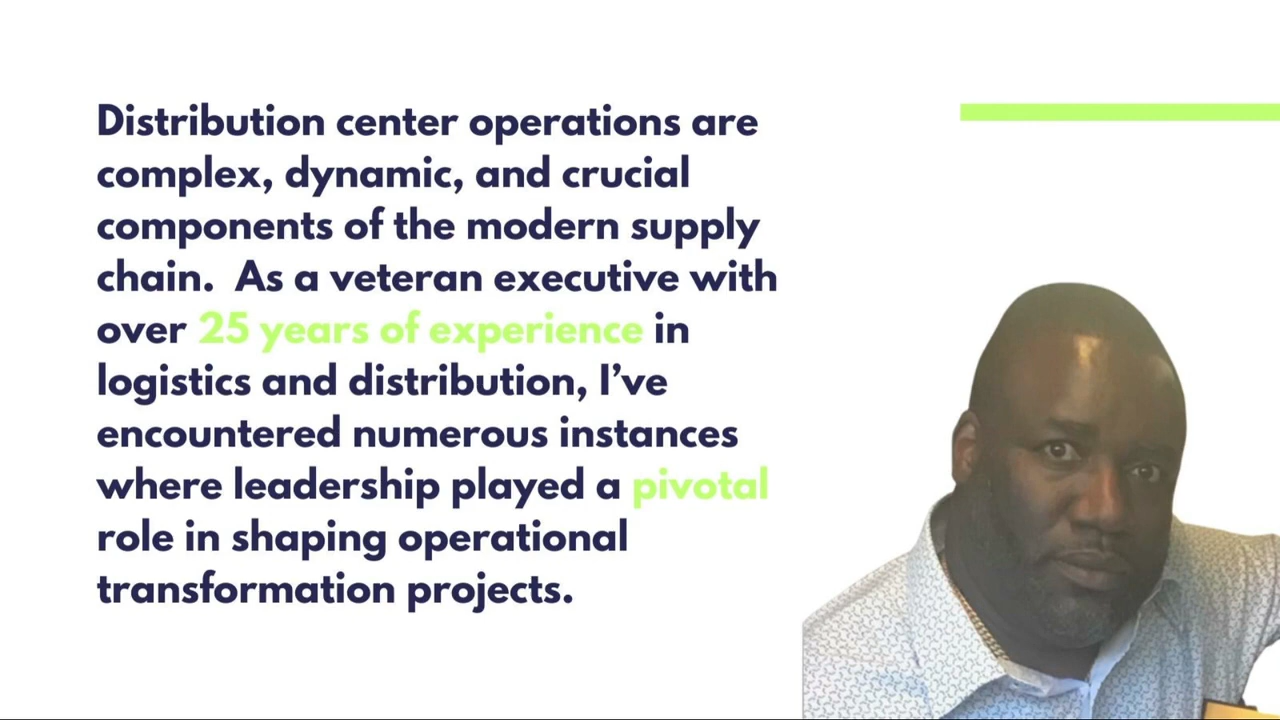 Distribution center operations are
complex, dynamic, and crucial
components of the modern supply
chain.  As a veteran executive with
over 25 years of experience in
logistics and distribution, I’ve
encountered numerous instances
where leadership played a pivotal
role in shaping operational
transformation projects.